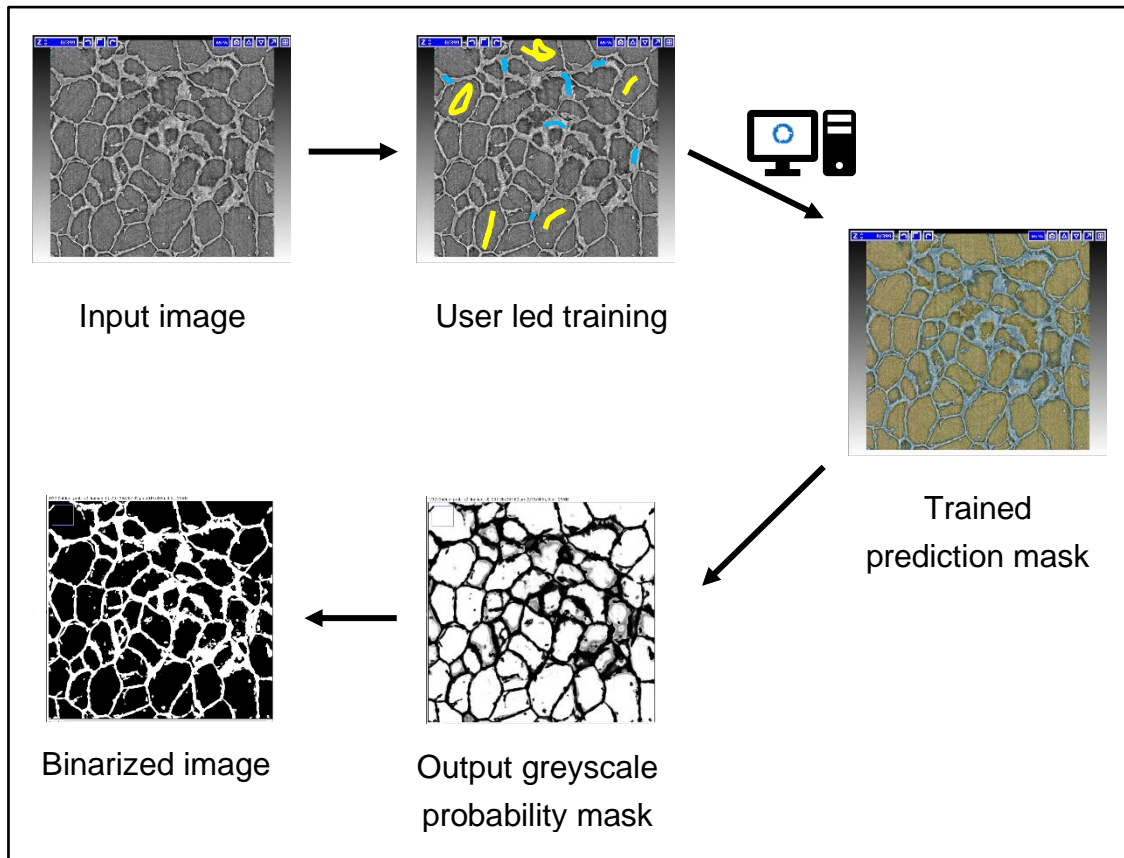 Input image
User led training
Trained
prediction mask
Binarized image
Output greyscale
probability mask